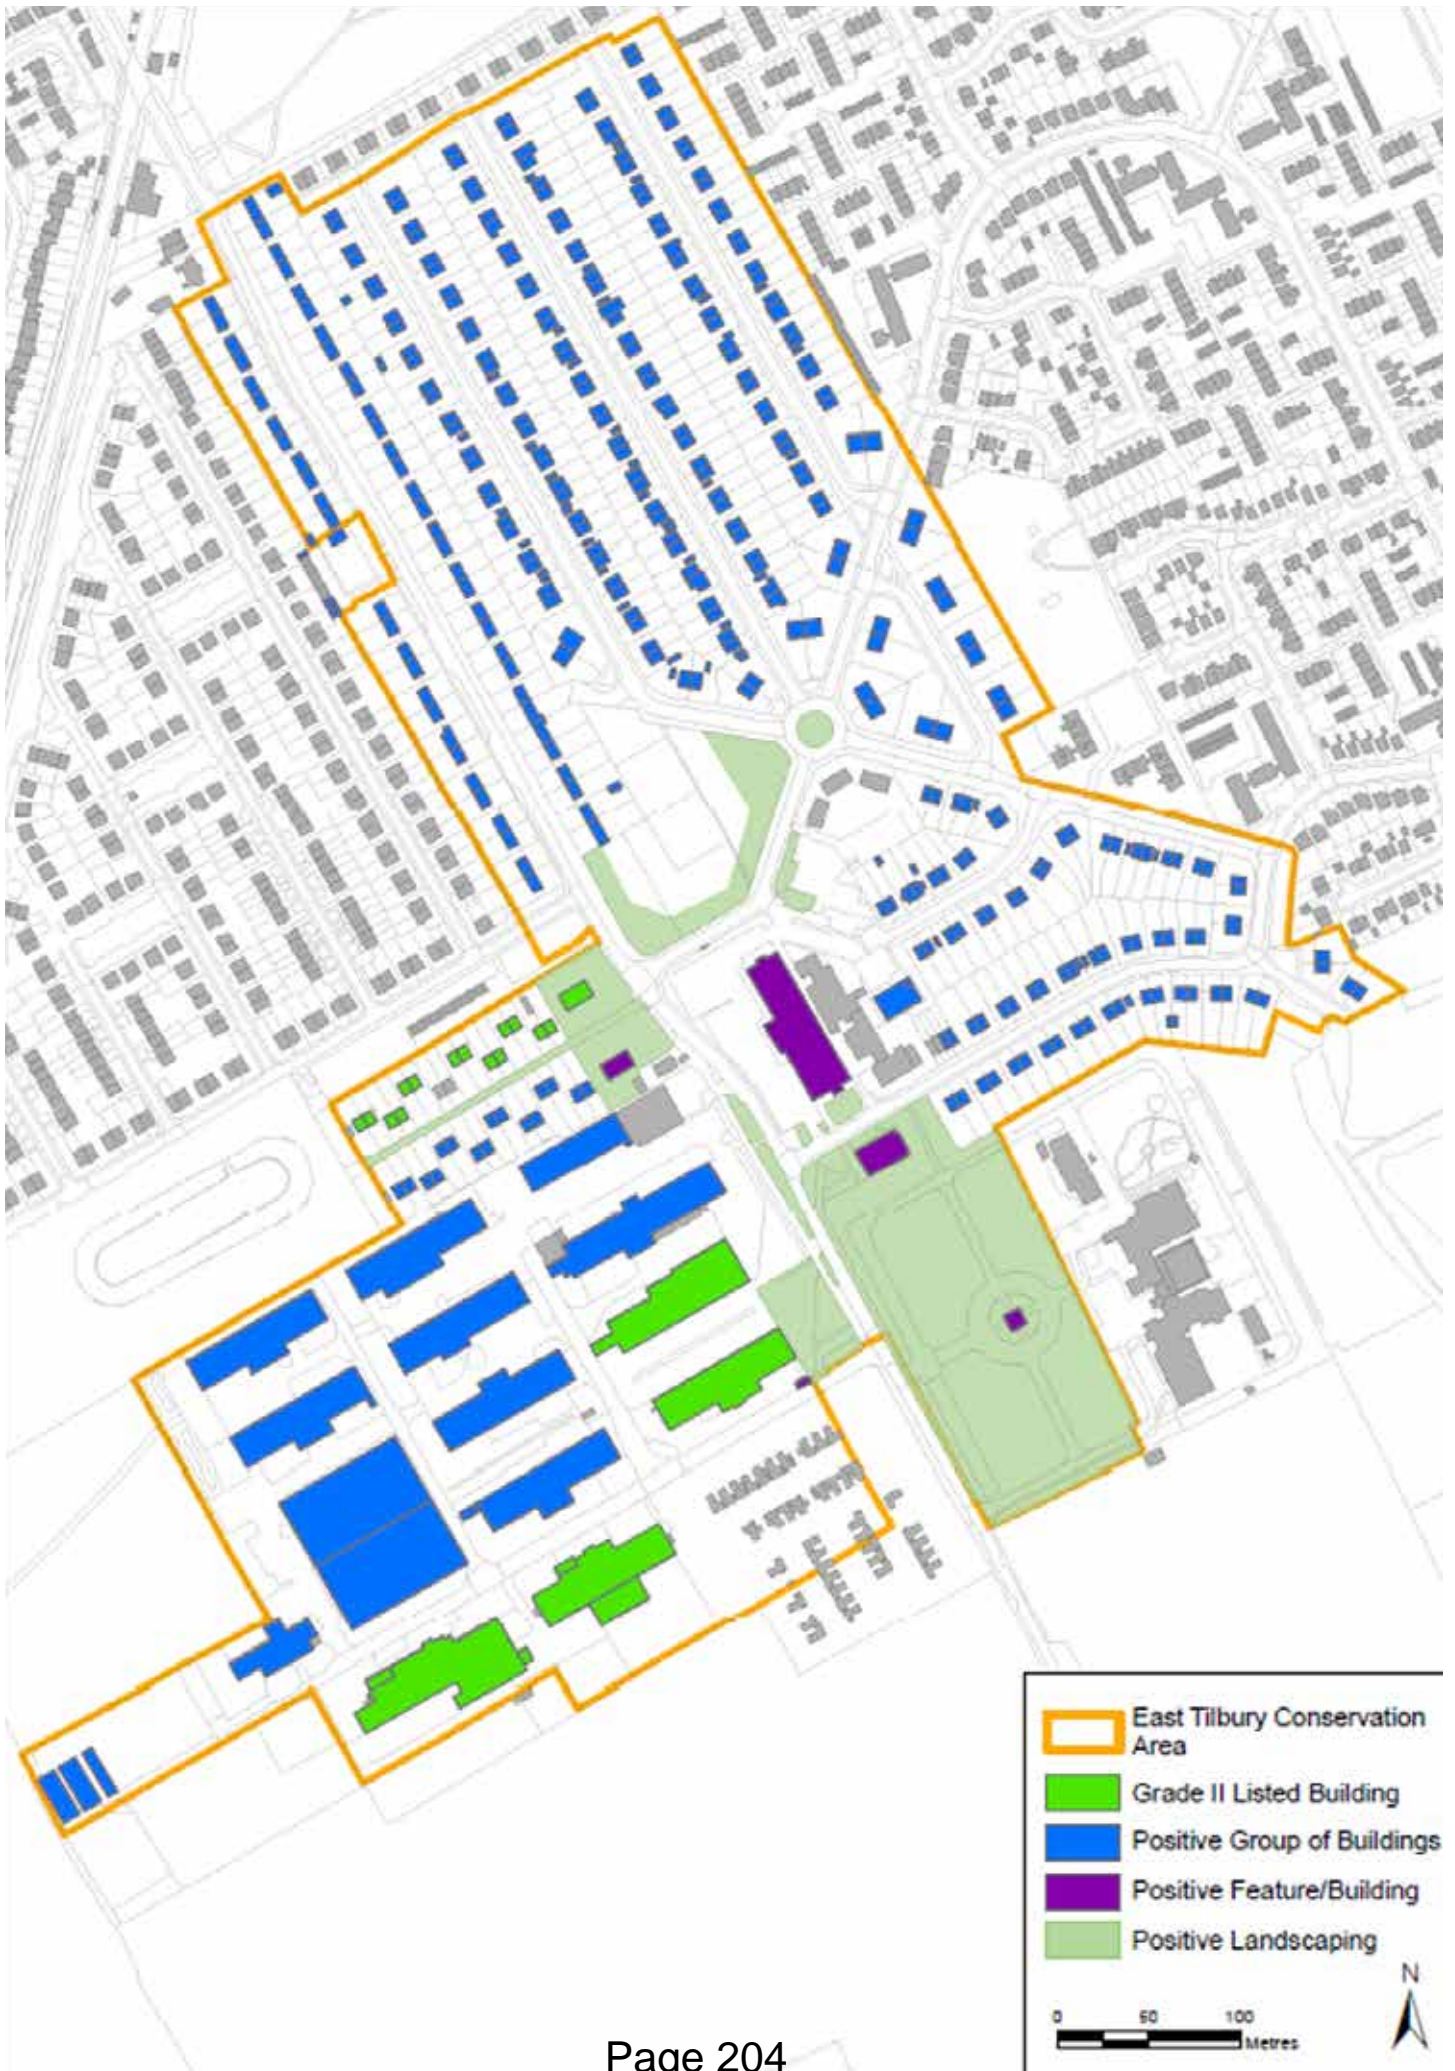 East Tilbury Conservation
Area
Grade II Listed Building
Positive Group of Buildings
Positive Feature/Building
Positive Landscaping
N
0 50 100
Metres
Page 204